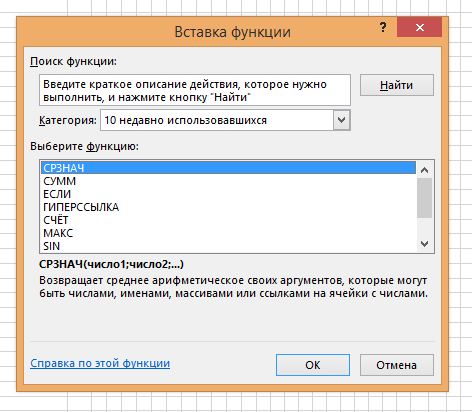 Вставка функции
?
Поиск функции:
Введите краткое описание действия, которое нужно
выполнить, и нажмите кнопку "Найти"
Найти
Категория: 10 недавно использовавшихся
Выберите функцию:
СРЗНАЧ
СУММ
ЕСЛИ
ГИПЕРССЫЛКА
СЧЁТ
МАКС
SIN
СРЗНАЧ(число1;число2;...)
Возвращает среднее арифметическое своих аргументов, которые могут
быть числами, именами, массивами или ссылками на ячейки с числами.
Справка по этой функции
ОК
Отмена